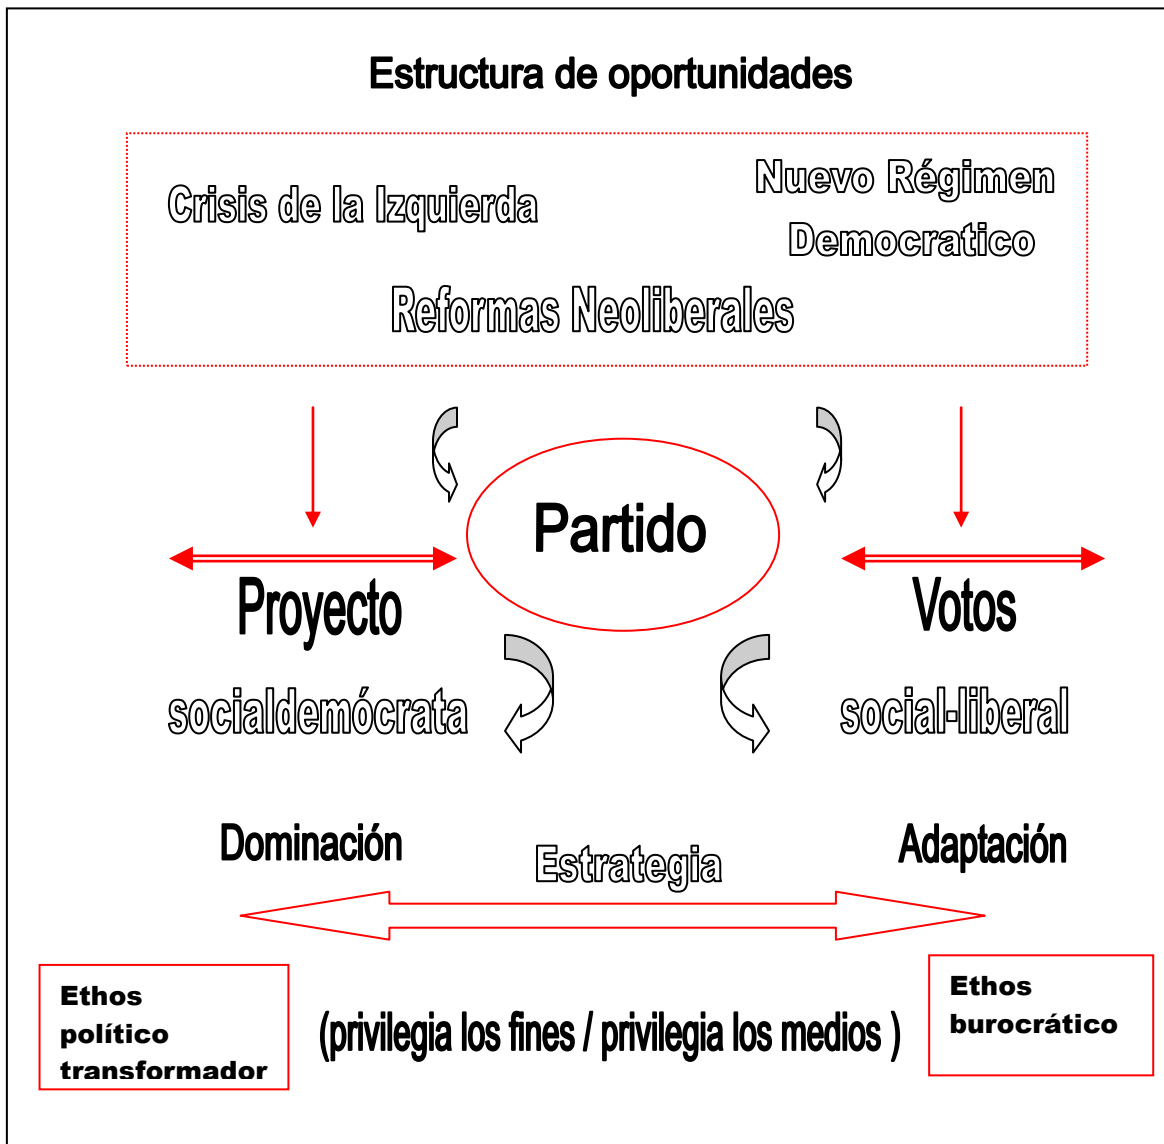 Estructura de oportunidades
Crisis de la Izquierda
Nuevo Régimen
Democratico
Reformas Neoliberales
Partido
Proyecto
Votos
socialdemócrata
social-liberal
Dominación
Estrategia
Adaptación
Ethos
político
transformador
(privilegia los fines / privilegia los medios )
Ethos
burocrático